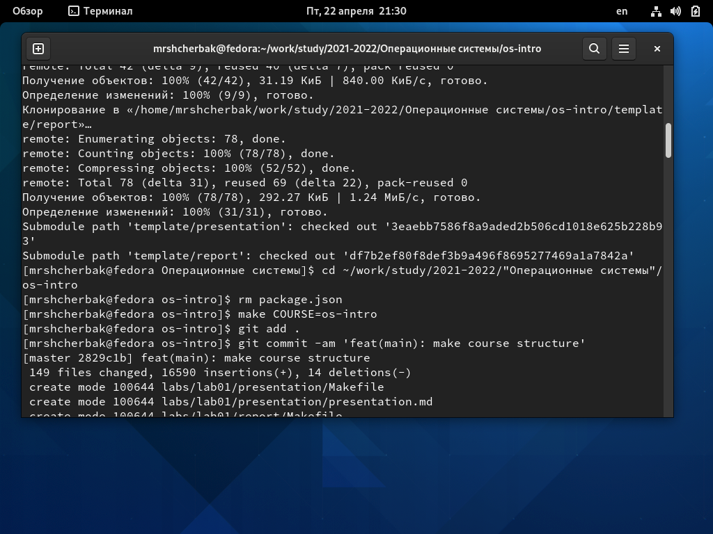 Обзор
Терминал
Пт, 22 апреля 21:30
en
mrshcherbak@fedora:~/work/study/2021-2022/Операционные системы/os-intro
remote: Total 42 (delta 9), reused 40 (delta 7), pack-reused 0
Получение объектов: 100% (42/42), 31.19 КиБ | 840.00 КиБ/с, готово.
Определение изменений: 100% (9/9), готово.
Клонирование в «/home/mrshcherbak/work/study/2021-2022/Операционные системы/os-intro/templat
e/report»…
remote: Enumerating objects: 78, done.
remote: Counting objects: 100% (78/78), done.
remote: Compressing objects: 100% (52/52), done.
remote: Total 78 (delta 31), reused 69 (delta 22), pack-reused 0
Получение объектов: 100% (78/78), 292.27 КиБ | 1.24 МиБ/с, готово.
Определение изменений: 100% (31/31), готово.
Submodule path 'template/presentation': checked out '3eaebb7586f8a9aded2b506cd1018e625b228b9
3'
Submodule path 'template/report': checked out 'df7b2ef80f8def3b9a496f8695277469a1a7842a'
[mrshcherbak@fedora Операционные системы]$ cd ~/work/study/2021-2022/"Операционные системы"/
os-intro
[mrshcherbak@fedora os-intro]$ rm package.json
[mrshcherbak@fedora os-intro]$ make COURSE=os-intro
[mrshcherbak@fedora os-intro]$ git add .
[mrshcherbak@fedora os-intro]$ git commit -am 'feat(main): make course structure'
[master 2829c1b] feat(main): make course structure
149 files changed, 16590 insertions(+), 14 deletions(-)
create mode 100644 labs/lab01/presentation/Makefile
create mode 100644 labs/lab01/presentation/presentation.md
create mode 100644 labs/lab01/report/Makefile